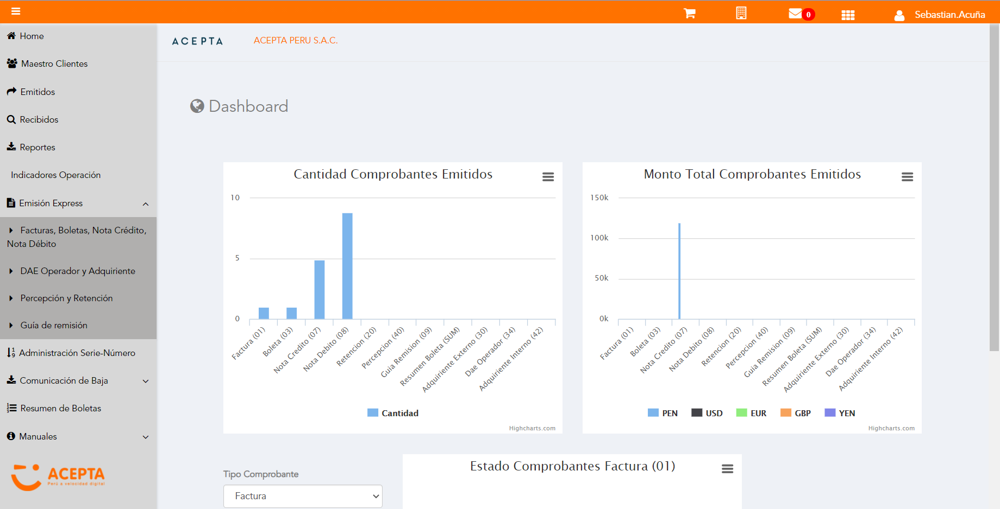 0
Sebastian.Acuña
Home
Maestro Clientes
Emitidos
Recibidos
Reportes
Indicadores Operación
Emisión Express
Facturas, Boletas, Nota Crédito,
Nota Débito
DAE Operador y Adquiriente
Percepción y Retención
Guía de remisión
Administración Serie-Número
Comunicación de Baja
Resumen de Boletas
Manuales
ACEPTA
Perú a velocidad digital
ACEPTA
ACEPTA PERU S.A.C.
Dashboard
Cantidad Comprobantes Emitidos
10
5
0
Factura (01)
Boleta (03)
Nota Credito (07)
Nota Debito (08)
Retencion (20)
Percepcion (40)
Guia Remision (09)
Resumen Boleta (SUM)
Adquiriente Externo (30)
Dae Operador (34)
Adquiriente Interno (42)
Cantidad
Highcharts.com
Monto Total Comprobantes Emitidos
150k
100k
50k
0k
Factura (01)
Boleta (03)
Nota Credito (07)
Nota Debito (08)
Retencion (20)
Percepcion (40)
Guia Remision (09)
Resumen Boleta (SUM)
Adquiriente Externo (30)
Dae Operador (34)
Adquiriente Interno (42)
PEN USD EUR GBP YEN
Highcharts.com
Tipo Comprobante
Factura
Estado Comprobantes Factura (01)